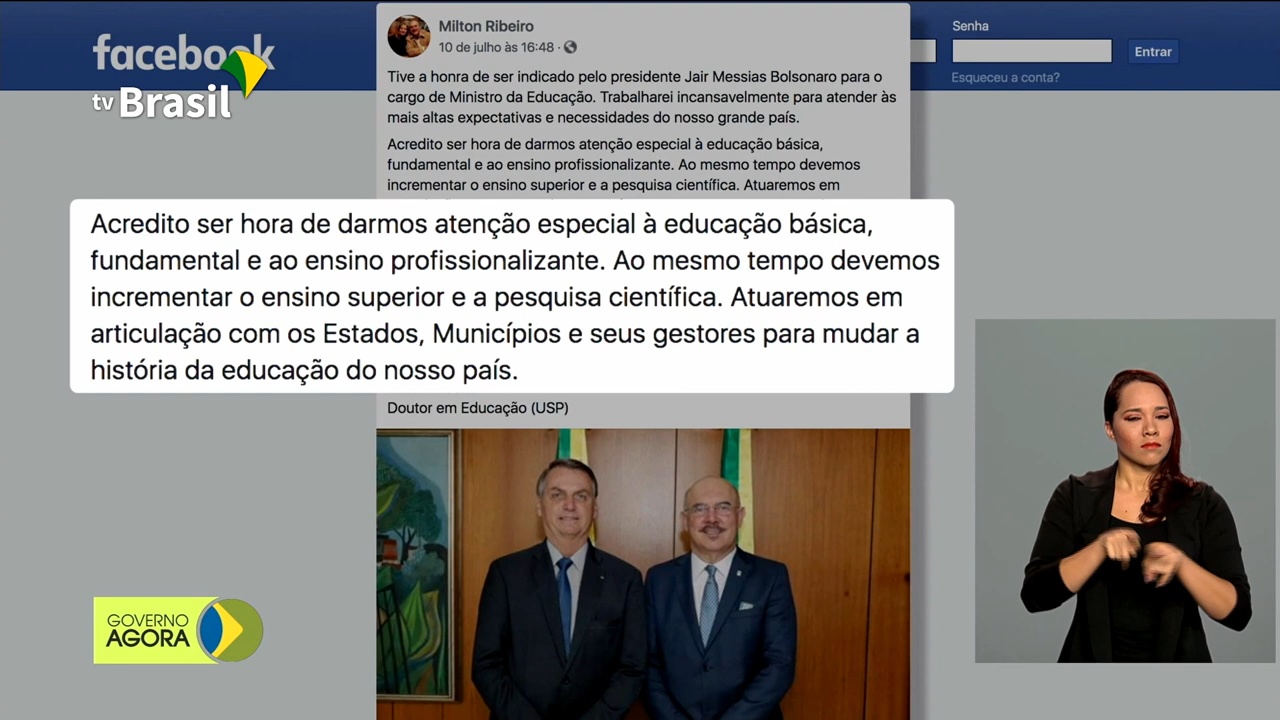 facebook
tv Brasil
Milton Ribeiro
10 de julho às 16:48 ·
Senha
Entrar
Esqueceu a conta?
Tive a honra de ser indicado pelo presidente Jair Messias Bolsonaro para o
cargo de Ministro da Educação. Trabalharei incansavelmente para atender às
mais altas expectativas e necessidades do nosso grande país.
Acredito ser hora de darmos atenção especial à educação básica,
fundamental e ao ensino profissionalizante. Ao mesmo tempo devemos
incrementar o ensino superior e a pesquisa científica. Atuaremos em
Acredito ser hora de darmos atenção especial à educação básica,
fundamental e ao ensino profissionalizante. Ao mesmo tempo devemos
incrementar o ensino superior e a pesquisa científica. Atuaremos em
articulação com os Estados, Municípios e seus gestores para mudar a
história da educação do nosso país.
Doutor em Educação (USP)
GOVERNO
AGORA